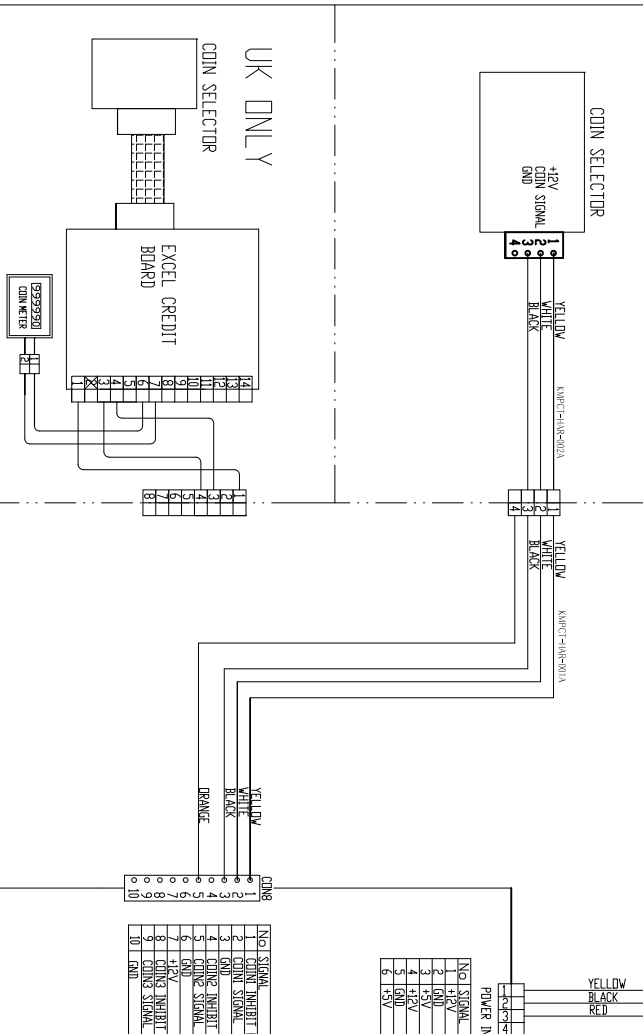 COIN SELECTOR
+12V
COIN SIGNAL
GND
1
2
3
4
YELLOW
WHITE
BLACK
KMPCT-HAR-002A
1
2
3
4
YELLOW
WHITE
BLACK
KMPCT-HAR-001A
UK ONLY
COIN SELECTOR
EXCEL CREDIT
BOARD
14
13
12
11
10
9
8
7
6
5
4
3
1
999990
COIN METER
1
2
1
2
3
4
5
6
7
8
YELLOW
WHITE
BLACK
ORANGE
CON8
1
2
3
4
5
6
7
8
9
10
No SIGNAL
1 COIN1 INHIBIT
2 COIN1 SIGNAL
3 GND
4 COIN2 INHIBIT
5 COIN2 SIGNAL
6 GND
7 +12V
8 COIN3 INHIBIT
9 COIN3 SIGNAL
10 GND
YELLOW
BLACK
RED
1
2
3
4
POWER IN
No SIGNAL
1 +12V
2 GND
3 +5V
4 +12V
5 GND
6 +5V